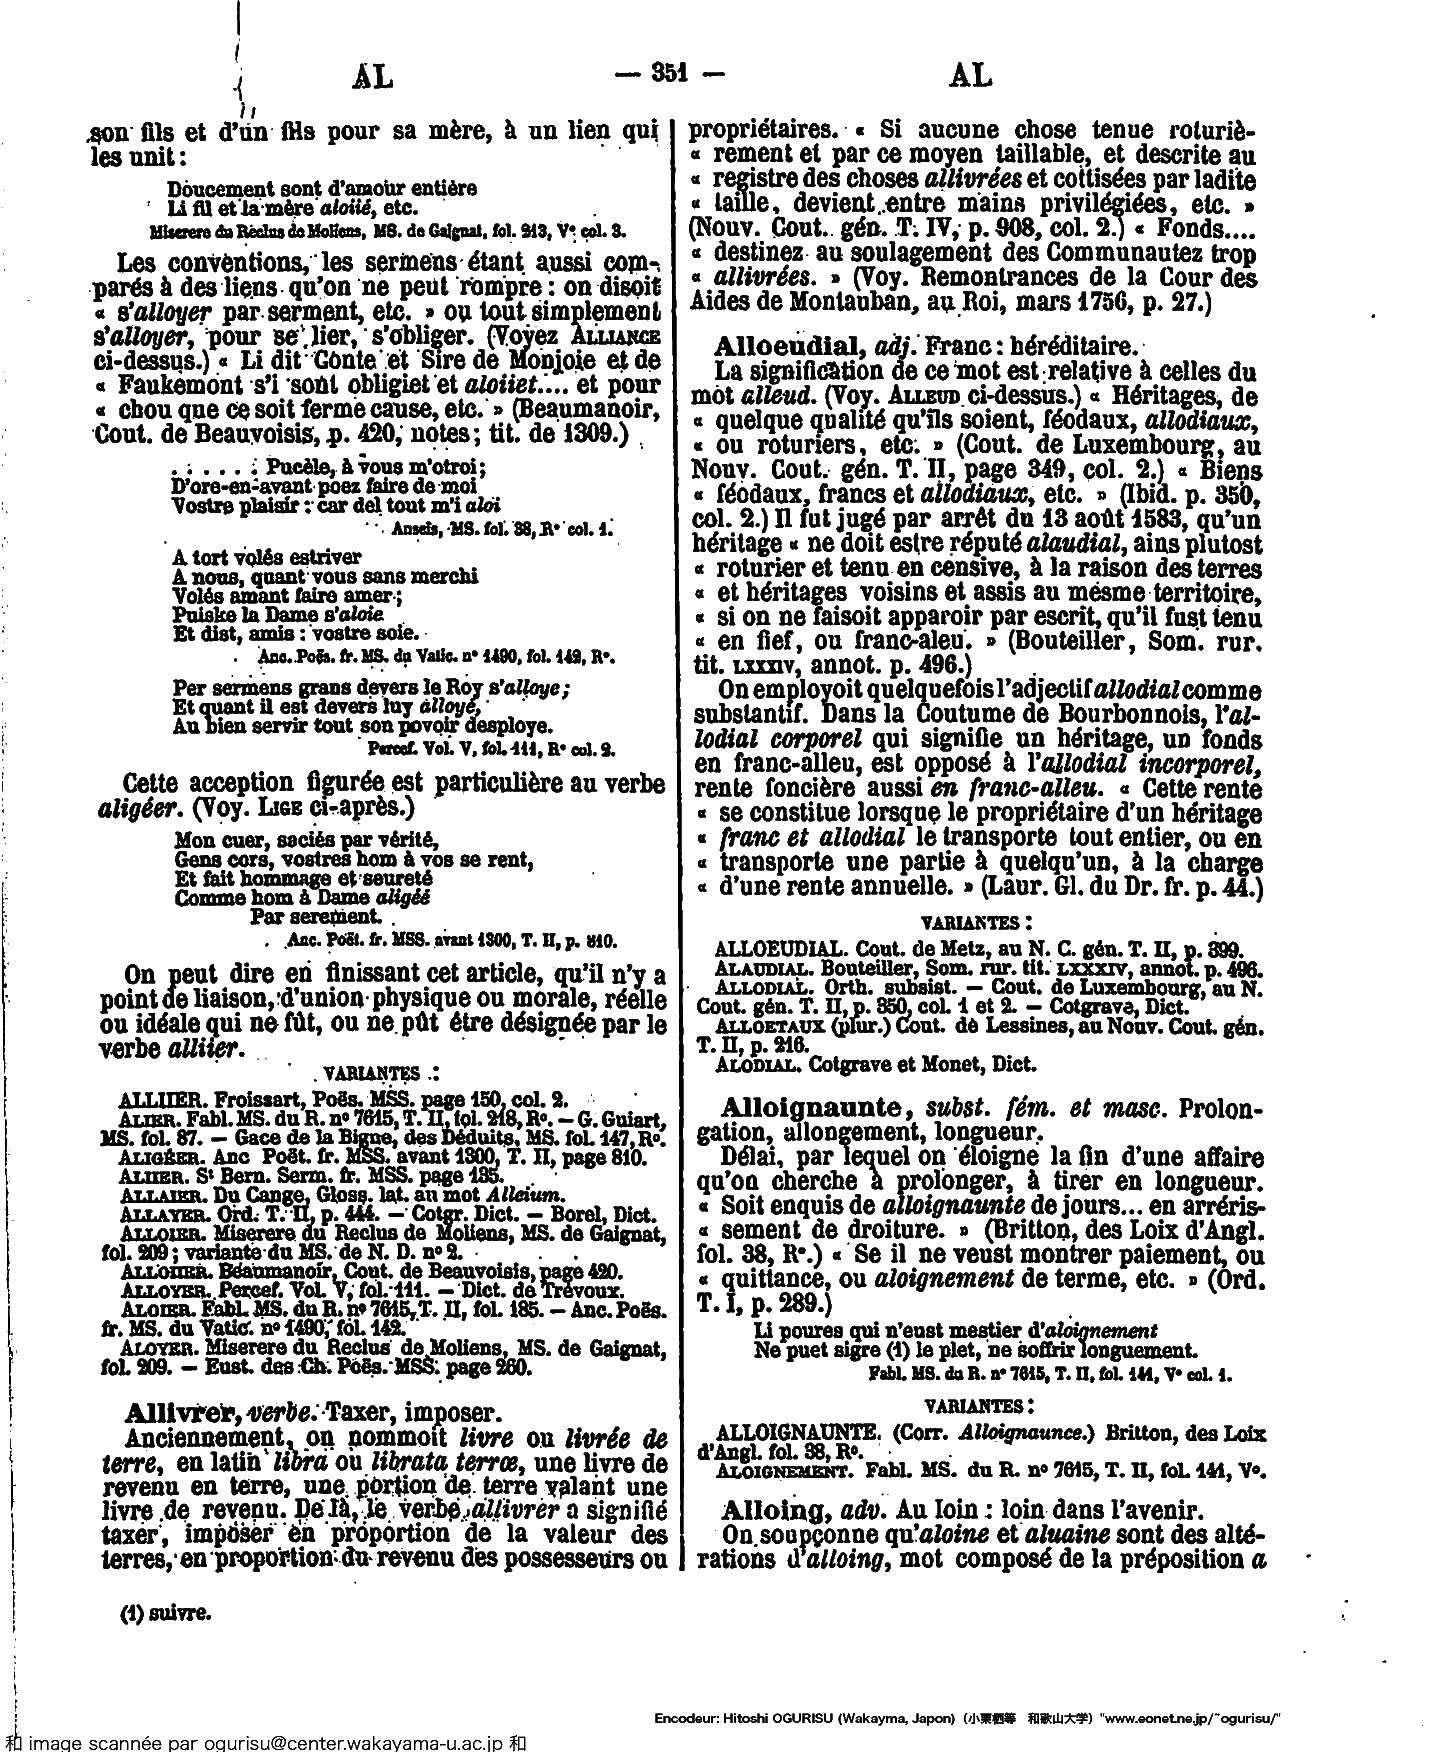 AL
— 351 —
AL
son fils et d'un fils pour sa mère, à un lien qui
les unit :
Doucement sont d'amour entière
Li fil et la mère aloiié, etc.
Miserere du Reclus de Moliens, MS. de Gaignat, fol. 213, V° col. 3.
Les conventions, les sermens étant aussi com-
parés à des liens qu'on ne peut rompre : on disoit
« s'alloyer par serment, etc. » ou tout simplement
s'alloyer, pour se lier, s'obliger. (Voyez ALLIANCE
ci-dessus.) « Li dit Conte et Sire de Monjoie et de
« Faukemont s'i sont obligiet et aloiiet.... et pour
« chou que ce soit ferme cause, etc. » (Beaumanoir,
Cout. de Beauvoisis, p. 420, notes ; tit. de 1309.)
. . . . . . Pucèle, à vous m'otroi ;
D'ore-en-avant poez faire de moi
Vostre plaisir : car del tout m'i aloi
Anseis, MS. fol. 38, R° col. 1.
A tort volés estriver
A nous, quant vous sans merchi
Volés amant faire amer ;
Puiske la Dame s'aloie
Et dist, amis : vostre soie.
Anc. Poës. fr. MS. du Vatic. n° 1490, fol. 142, R°.
Per sermens grans devers le Roy s'alloye ;
Et quant il est devers luy alloyé,
Au bien servir tout son povoir desploye.
Percef. Vol. V, fol. 111, R° col. 2.
Cette acception figurée est particulière au verbe
aligéer. (Voy. LIGE ci-après.)
Mon cuer, saciés par vérité,
Gens cors, vostres hom à vos se rent,
Et fait hommage et seureté
Comme hom à Dame aligéé
Par serement.
Anc. Poët. fr. MSS. avant 1300, T. II, p. 810.
On peut dire en finissant cet article, qu'il n'y a
point de liaison, d'union physique ou morale, réelle
ou idéale qui ne fût, ou ne pût être désignée par le
verbe alliier.
VARIANTES :
ALLIIER. Froissart, Poës. MSS. page 150, col. 2.
ALIER. Fabl. MS. du R. n° 7615, T. II, fol. 218, R°. — G. Guiart,
MS. fol. 87. — Gace de la Bigne, des Déduits, MS. fol. 147, R°.
ALIGÉER. Anc Poët. fr. MSS. avant 1300, T. II, page 810.
ALIIER. St Bern. Serm. fr. MSS. page 135.
ALLAIER. Du Cange, Gloss. lat. au mot Alleium.
ALLAYER. Ord. T. II, p. 444. — Cotgr. Dict. — Borel, Dict.
ALLOIER. Miserere du Reclus de Moliens, MS. de Gaignat,
fol. 209 ; variante du MS. de N. D. n° 2.
ALLOIIER. Beaumanoir, Cout. de Beauvoisis, page 420.
ALLOYER. Percef. Vol. V, fol. 111. — Dict. de Trévoux.
ALOIER. Fabl. MS. du R. n° 7615, T. II, fol. 185. — Anc. Poës.
fr. MS. du Vatic. n° 1490, fol. 142.
ALOYER. Miserere du Reclus de Moliens, MS. de Gaignat,
fol. 209. — Eust. des Ch. Poës. MSS. page 260.
Allivrer, verbe. Taxer, imposer.
Anciennement, on nommoit livre ou livrée de
terre, en latin libra ou librata terræ, une livre de
revenu en terre, une portion de terre valant une
livre de revenu. De là, le verbe allivrer a signifié
taxer, imposer en proportion de la valeur des
terres, en proportion du revenu des possesseurs ou
(1) suivre.
propriétaires. « Si aucune chose tenue roturiè-
« rement et par ce moyen taillable, et descrite au
« registre des choses allivrées et cottisées par ladite
« taille, devient entre mains privilégiées, etc. »
(Nouv. Cout. gén. T. IV, p. 908, col. 2.) « Fonds....
« destinez au soulagement des Communautez trop
« allivrées. » (Voy. Remontrances de la Cour des
Aides de Montauban, au Roi, mars 1756, p. 27.)
Alloeudial, adj. Franc : héréditaire.
La signification de ce mot est relative à celles du
mot alleud. (Voy. ALLEUD ci-dessus.) « Héritages, de
« quelque qualité qu'ils soient, féodaux, allodiaux,
« ou roturiers, etc. » (Cout. de Luxembourg, au
Nouv. Cout. gén. T. II, page 349, col. 2.) « Biens
« féodaux, francs et allodiaux, etc. » (Ibid. p. 350,
col. 2.) Il fut jugé par arrêt du 13 août 1583, qu'un
héritage « ne doit estre réputé alaudial, ains plutost
« roturier et tenu en censive, à la raison des terres
« et héritages voisins et assis au mesme territoire,
« si on ne faisoit apparoir par escrit, qu'il fust tenu
« en fief, ou franc-aleu. » (Bouteiller, Som. rur.
tit. LXXXIV, annot. p. 496.)
On employoit quelquefois l'adjectif allodial comme
substantif. Dans la Coutume de Bourbonnois, l'al-
lodial corporel qui signifie un héritage, un fonds
en franc-alleu, est opposé à l'allodial incorporel,
rente foncière aussi en franc-alleu. « Cette rente
« se constitue lorsque le propriétaire d'un héritage
« franc et allodial le transporte tout entier, ou en
« transporte une partie à quelqu'un, à la charge
« d'une rente annuelle. » (Laur. Gl. du Dr. fr. p. 44.)
VARIANTES :
ALLOEUDIAL. Cout. de Metz, au N. C. gén. T. II, p. 399.
ALAUDIAL. Bouteiller, Som. rur. tit. LXXXIV, annot. p. 496.
ALLODIAL. Orth. subsist. — Cout. de Luxembourg, au N.
Cout. gén. T. II, p. 350, col. 1 et 2. — Cotgrave, Dict.
ALLOETAUX (plur.) Cout. de Lessines, au Nouv. Cout. gén.
T. II, p. 216.
ALODIAL. Cotgrave et Monet, Dict.
Alloignaunte, subst. fém. et masc. Prolon-
gation, allongement, longueur.
Délai, par lequel on éloigne la fin d'une affaire
qu'on cherche à prolonger, à tirer en longueur.
« Soit enquis de alloignaunte de jours... en arréris-
« sement de droiture. » (Britton, des Loix d'Angl.
fol. 38, R°.) « Se il ne veust montrer paiement, ou
« quittance, ou aloignement de terme, etc. » (Ord.
T. I, p. 289.)
Li poures qui n'eust mestier d'aloignement
Ne puet sigre (1) le plet, ne soffrir longuement.
Fabl. MS. du R. n° 7615, T. II, fol. 141, V° col. 1.
VARIANTES :
ALLOIGNAUNTE. (Corr. Alloignaunce.) Britton, des Loix
d'Angl. fol. 38, R°.
ALOIGNEMENT. Fabl. MS. du R. n° 7615, T. II, fol. 141, V°.
Alloing, adv. Au loin : loin dans l'avenir.
On soupçonne qu'aloine et aluaine sont des alté-
rations d'alloing, mot composé de la préposition a
Encodeur: Hitoshi OGURISU (Wakayma, Japon) (小栗栖等 和歌山大学) "www.eonet.ne.jp/~ogurisu/"
和 image scannée par ogurisu@center.wakayama-u.ac.jp 和